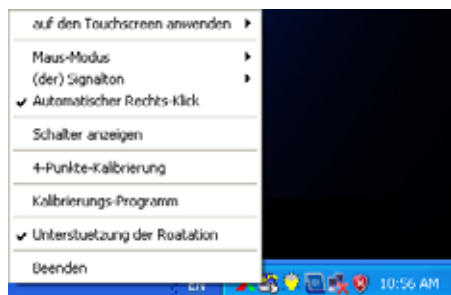 auf den Touchscreen anwenden
Maus-Modus
(der) Signalton
Automatischer Rechts-Klick
Schalter anzeigen
4-Punkte-Kalibrierung
Kalibrierungs-Programm
Unterstuetzung der Roatation
Beenden
EN
10:56 AM